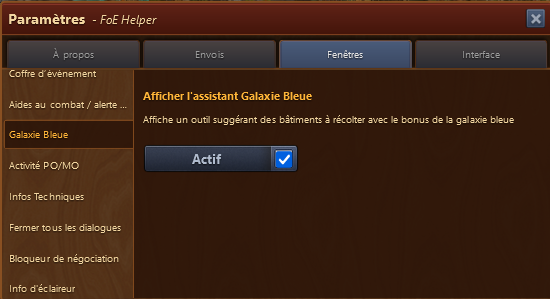 Paramètres - FoE Helper
À propos
Envois
Fenêtres
Interface
Coffre d'évènement
Aides au combat / alerte ...
Galaxie Bleue
Activité PO/MO
Infos Techniques
Fermer tous les dialogues
Bloqueur de négociation
Info d'éclaireur
Afficher l'assistant Galaxie Bleue
Affiche un outil suggérant des bâtiments à récolter avec le bonus de la galaxie bleue
Actif